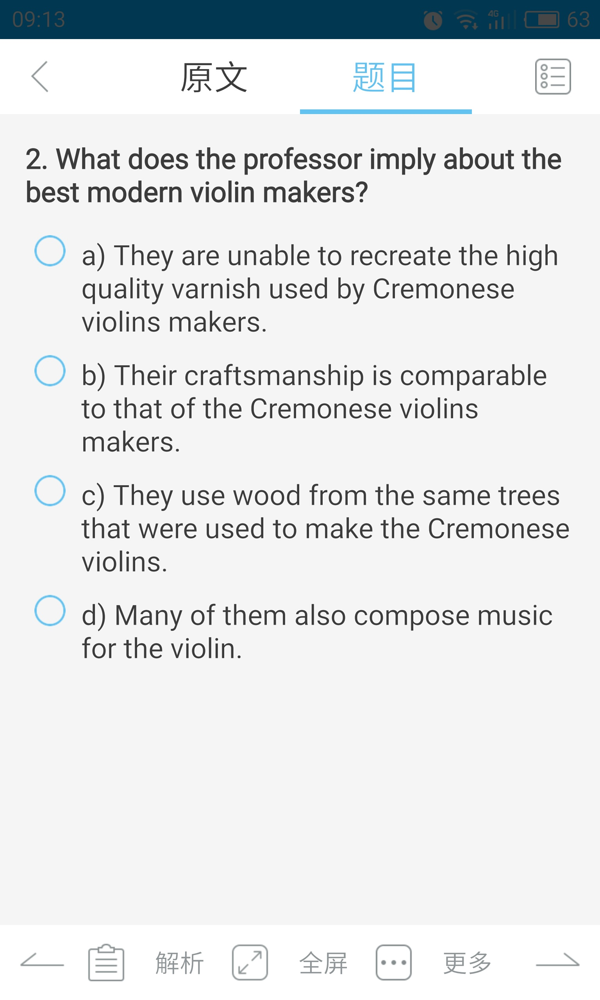 09:13
4G
63
原文
题目
2. What does the professor imply about the
best modern violin makers?
a) They are unable to recreate the high
quality varnish used by Cremonese
violins makers.
b) Their craftsmanship is comparable
to that of the Cremonese violins
makers.
c) They use wood from the same trees
that were used to make the Cremonese
violins.
d) Many of them also compose music
for the violin.
解析
全屏
更多